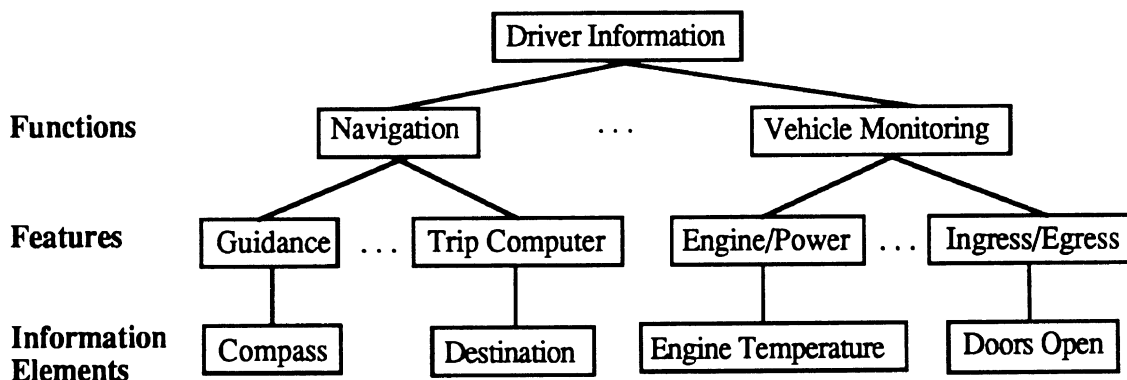 Driver Information
Functions
Navigation
. . .
Vehicle Monitoring
Features
Guidance
. . .
Trip Computer
Engine/Power
. . .
Ingress/Egress
Information
Elements
Compass
Destination
Engine Temperature
Doors Open